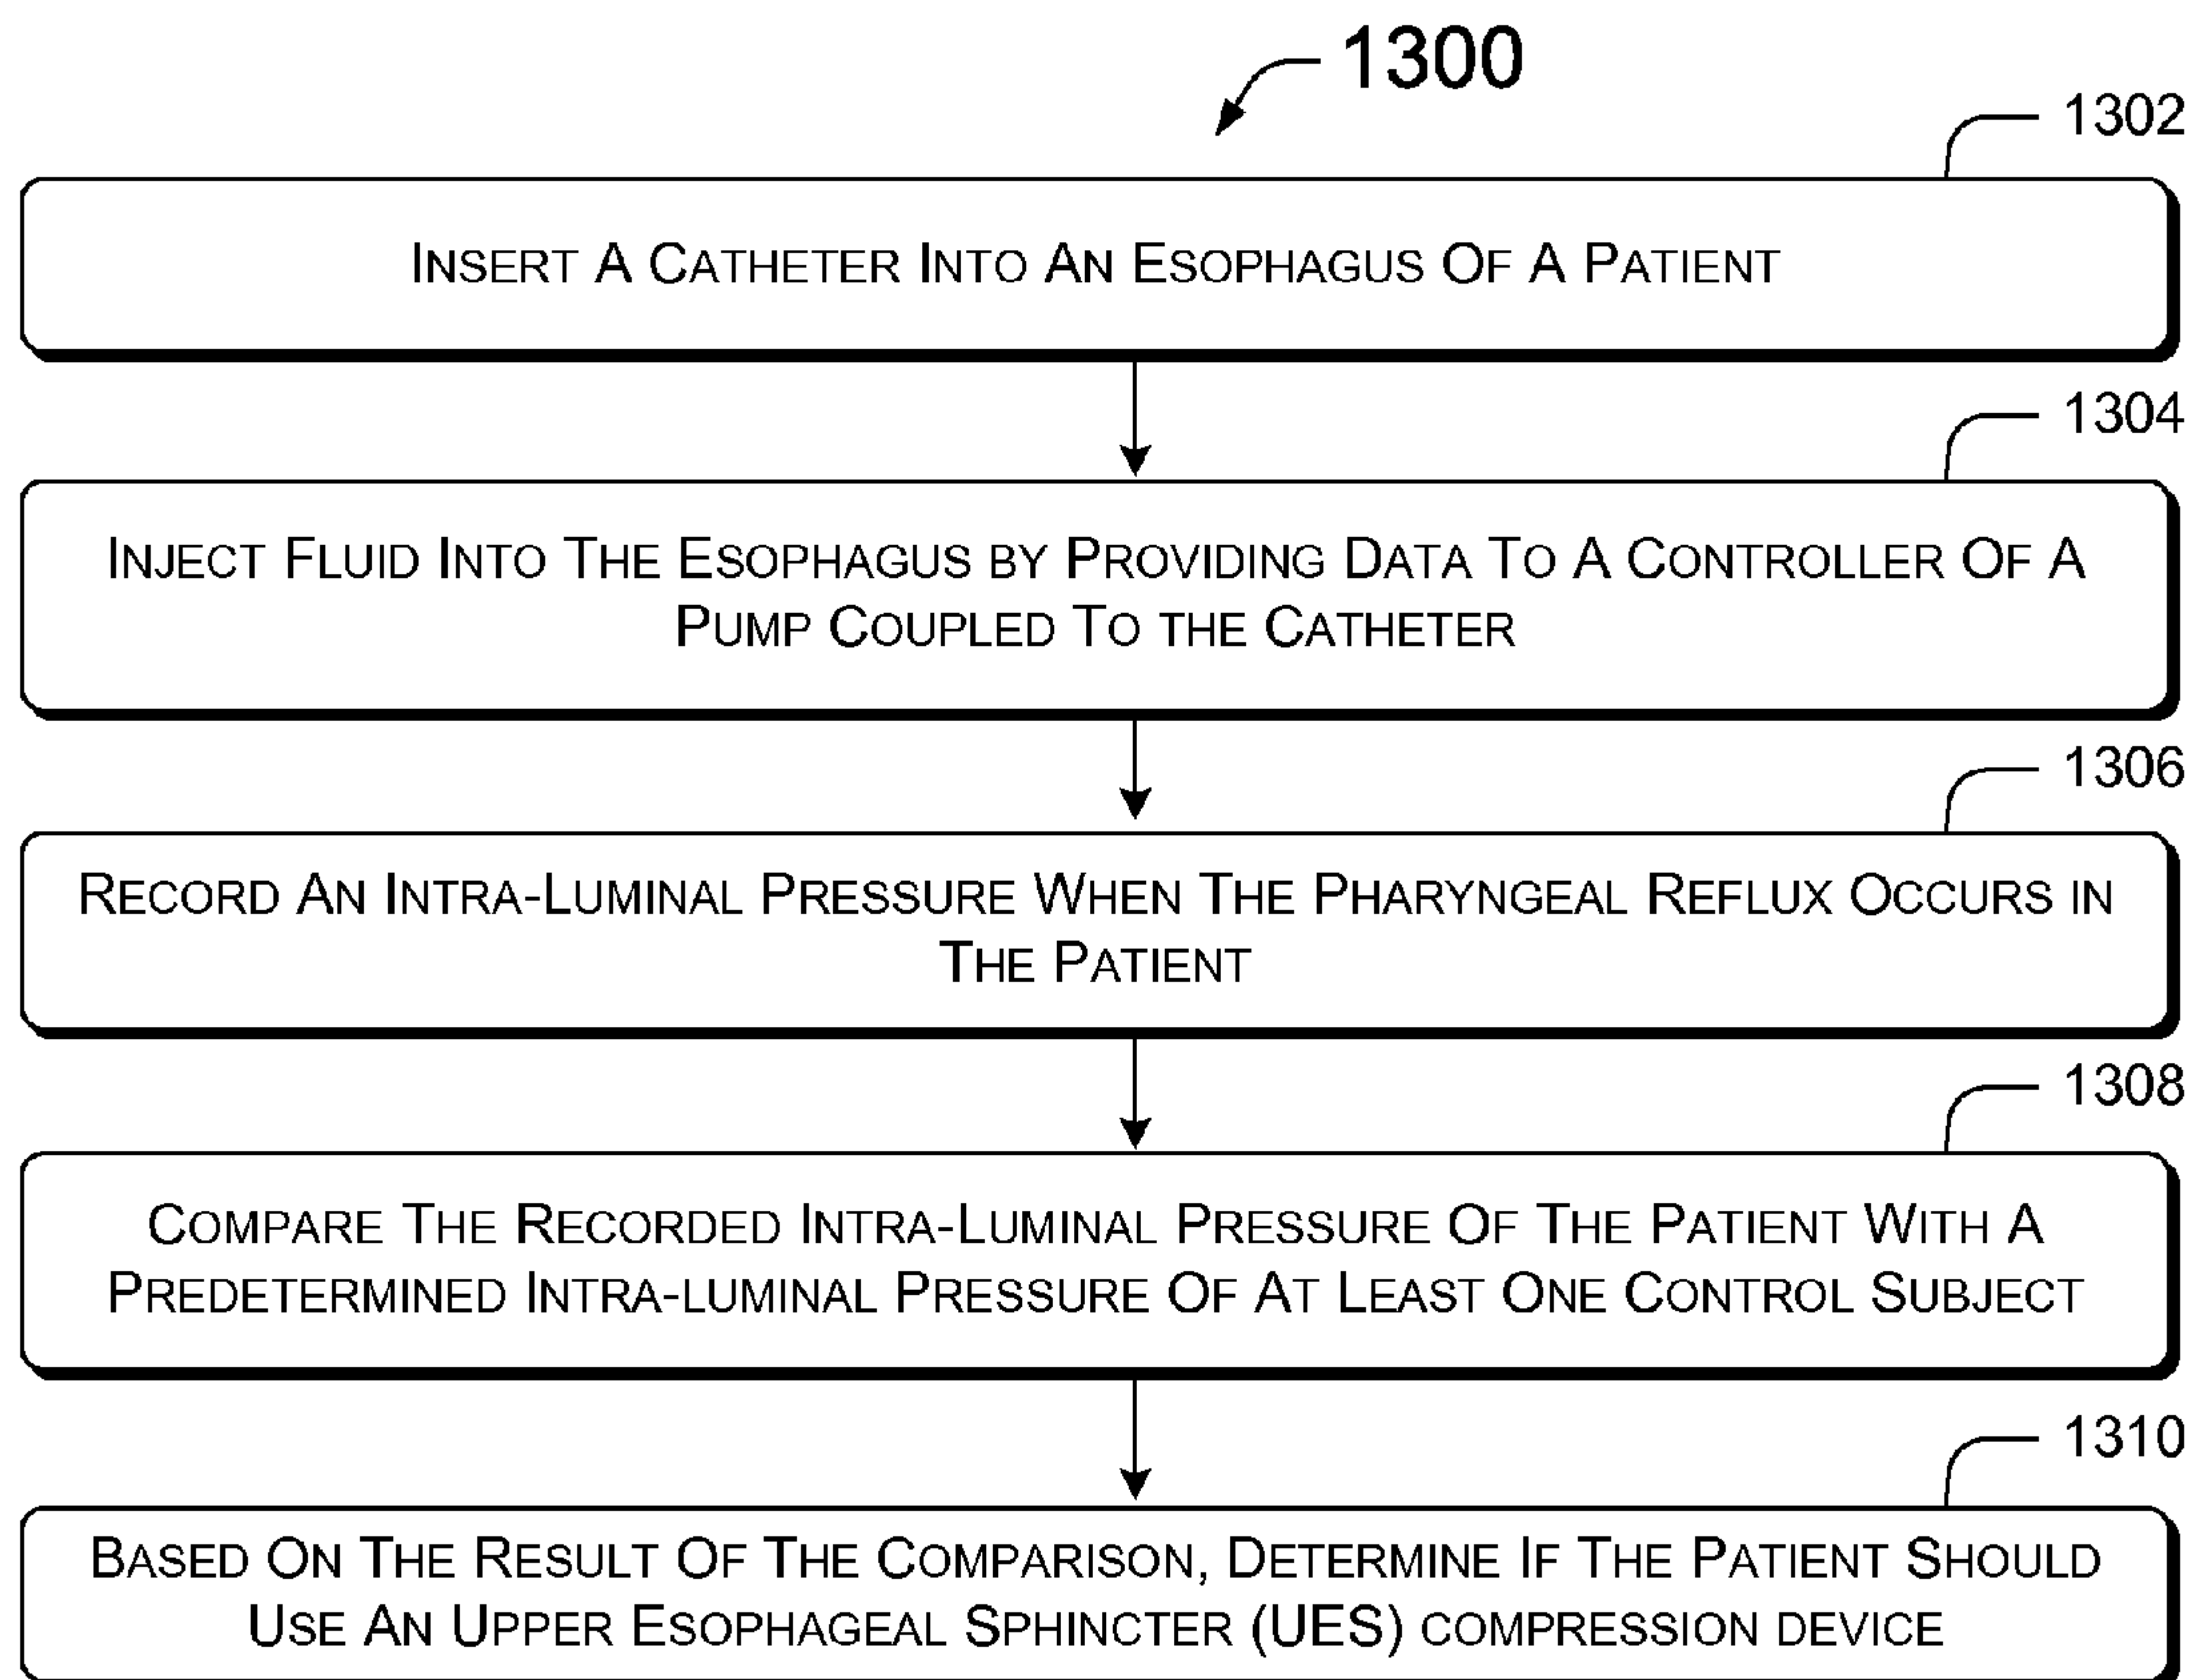 1300
1302
INSERT A CATHETER INTO AN ESOPHAGUS OF A PATIENT
1304
INJECT FLUID INTO THE ESOPHAGUS BY PROVIDING DATA TO A CONTROLLER OF A
PUMP COUPLED TO THE CATHETER
1306
RECORD AN INTRA-LUMINAL PRESSURE WHEN THE PHARYNGEAL REFLUX OCCURS IN
THE PATIENT
1308
COMPARE THE RECORDED INTRA-LUMINAL PRESSURE OF THE PATIENT WITH A
PREDETERMINED INTRA-LUMINAL PRESSURE OF AT LEAST ONE CONTROL SUBJECT
1310
BASED ON THE RESULT OF THE COMPARISON, DETERMINE IF THE PATIENT SHOULD
USE AN UPPER ESOPHAGEAL SPHINCTER (UES) COMPRESSION DEVICE